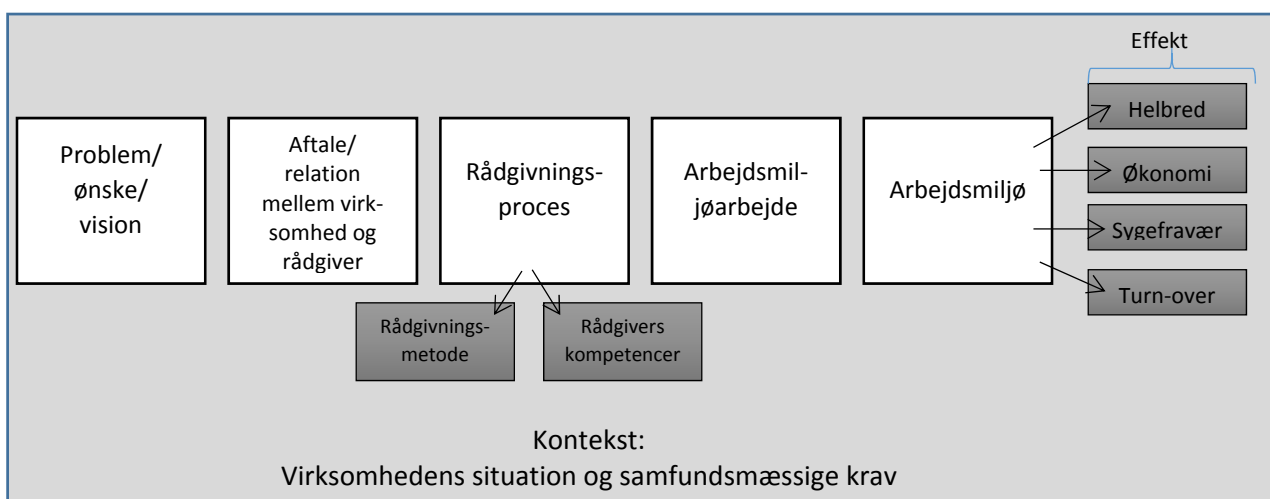 Effekt
Problem/
ønske/
vision
Aftale/
relation
mellem virk-
somhed og
rådgiver
Rådgivnings-
proces
Arbejdsmil-
jøarbejde
Arbejdsmiljø
Helbred
Økonomi
Sygefravær
Turn-over
Rådgivnings-
metode
Rådgivers
kompetencer
Kontekst:
Virksomhedens situation og samfundsmæssige krav